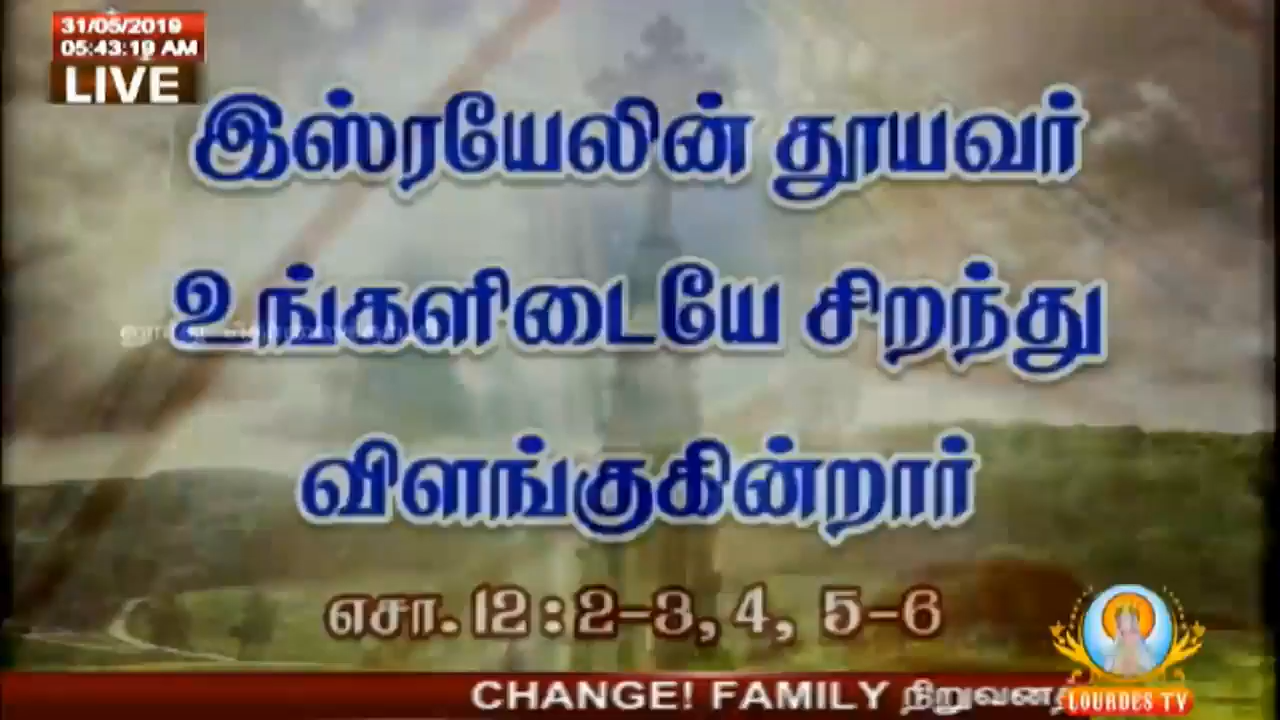 31/05/2019
05:43:19 AM
LIVE
இஸ்ரயேலின் தூயவர்
உங்களிடையே சிறந்து
விளங்குகின்றார்
எசா. 12 : 2-3, 4, 5-6
CHANGE! FAMILY நிறுவனத்
LOURDES TV